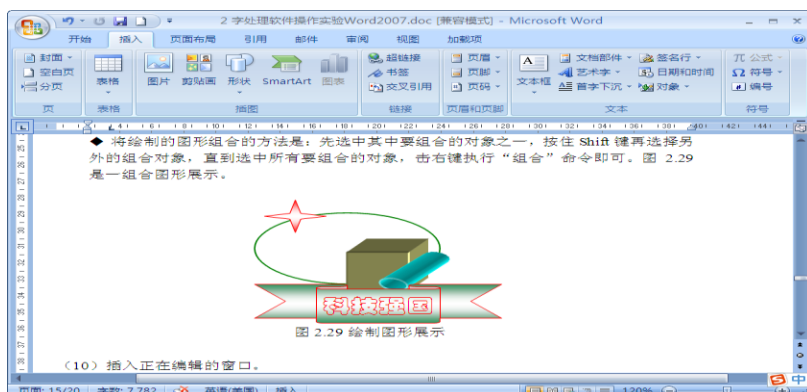 2 字处理软件操作实验Word2007.doc [兼容模式] - Microsoft Word
开始 插入 页面布局 引用 邮件 审阅 视图 加载项
封面 空白页 分页 页
表格 表格
图片 剪贴画 形状 SmartArt 图表 插图
超链接 书签 交叉引用 链接
页眉 页脚 页码 页眉和页脚
文本框 文档部件 艺术字 首字下沉 签名行 日期和时间 对象 文本
公式 符号 编号 符号
◆ 将绘制的图形组合的方法是：先选中其中要组合的对象之一，按住 Shift 键再选择另
外的组合对象，直到选中所有要组合的对象，击右键执行“组合”命令即可。图 2.29
是一组合图形展示。
科技强国
图 2.29 绘制图形展示
（10）插入正在编辑的窗口。
页面: 15/20 字数: 7,782 英语(美国) 插入 120%
中